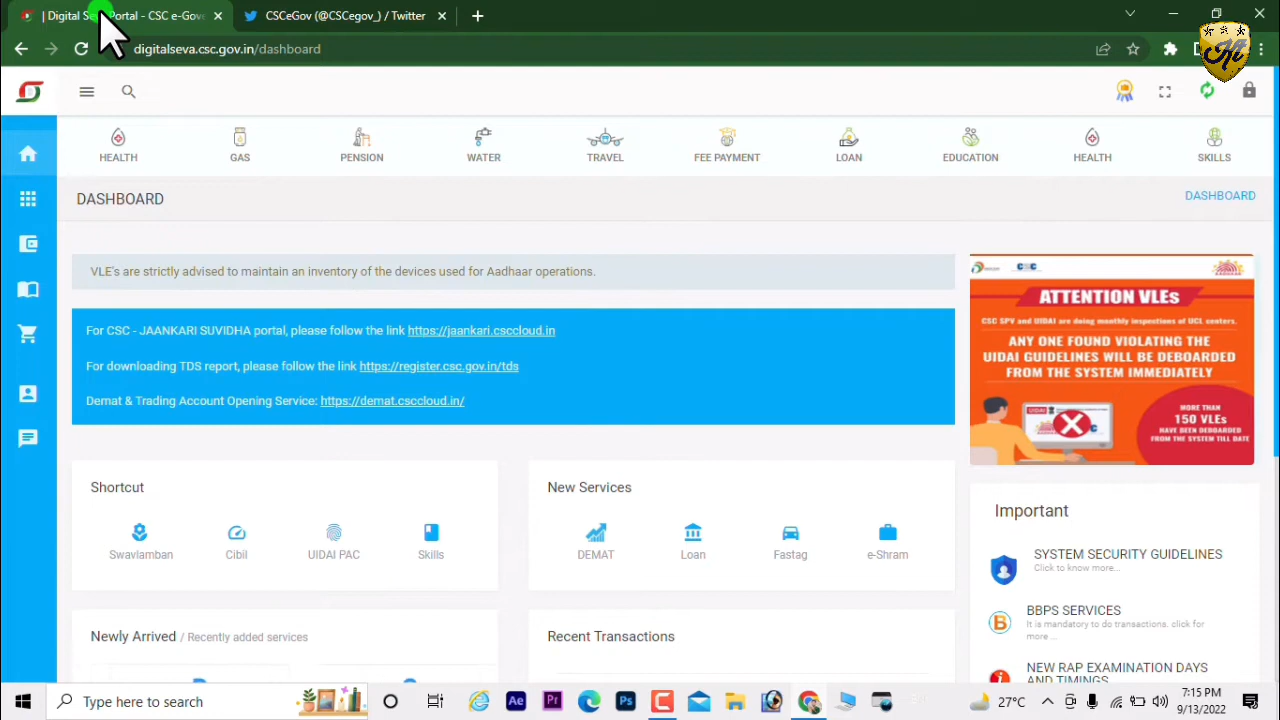 Digital Se Portal - CSC e-Gove
CSCeGov (@CSCegov_) / Twitter
digitalseva.csc.gov.in/dashboard
HEALTH
GAS
PENSION
WATER
TRAVEL
FEE PAYMENT
LOAN
EDUCATION
HEALTH
SKILLS
DASHBOARD
DASHBOARD
VLE's are strictly advised to maintain an inventory of the devices used for Aadhaar operations.
For CSC - JAANKARI SUVIDHA portal, please follow the link https://jaankari.csccloud.in
For downloading TDS report, please follow the link https://register.csc.gov.in/tds
Demat & Trading Account Opening Service: https://demat.csccloud.in/
CSC
AADHAAR
ATTENTION VLEs
CSC SPV and UIDAI are doing monthly inspections of UCL centers.
ANY ONE FOUND VIOLATING THE
UIDAI GUIDELINES WILL BE DEBOARDED
FROM THE SYSTEM IMMEDIATELY
MORE THAN
150 VLEs
HAVE BEEN DEBOARDED
FROM THE SYSTEM TILL DATE
Shortcut
Swavlamban
Cibil
UIDAI PAC
Skills
New Services
DEMAT
Loan
Fastag
e-Shram
Important
SYSTEM SECURITY GUIDELINES
Click to know more...
BBPS SERVICES
It is mandatory to do transactions. click for
more ...
NEW RAP EXAMINATION DAYS
AND TIMINGS
Newly Arrived / Recently added services
Recent Transactions
Type here to search
Ae
Pr
Ps
27°C
7:15 PM
9/13/2022